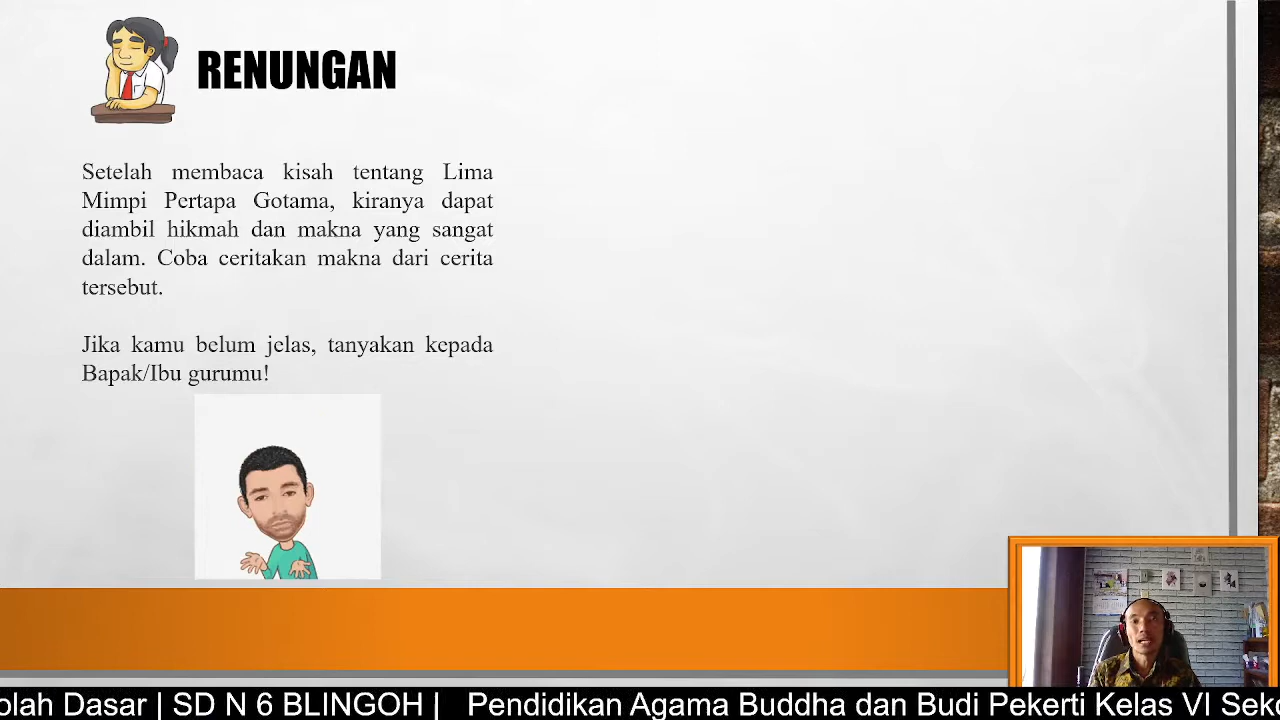 RENUNGAN
Setelah membaca kisah tentang Lima
Mimpi Pertapa Gotama, kiranya dapat
diambil hikmah dan makna yang sangat
dalam. Coba ceritakan makna dari cerita
tersebut.
Jika kamu belum jelas, tanyakan kepada
Bapak/Ibu gurumu!
olah Dasar | SD N 6 BLINGOH | Pendidikan Agama Buddha dan Budi Pekerti Kelas VI Seko